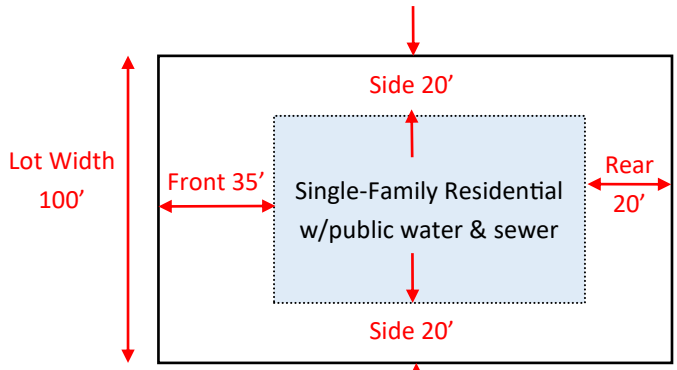 Side 20’
Lot Width
100’
Front 35’
Single-Family Residential
w/public water & sewer
Rear
20’
Side 20’